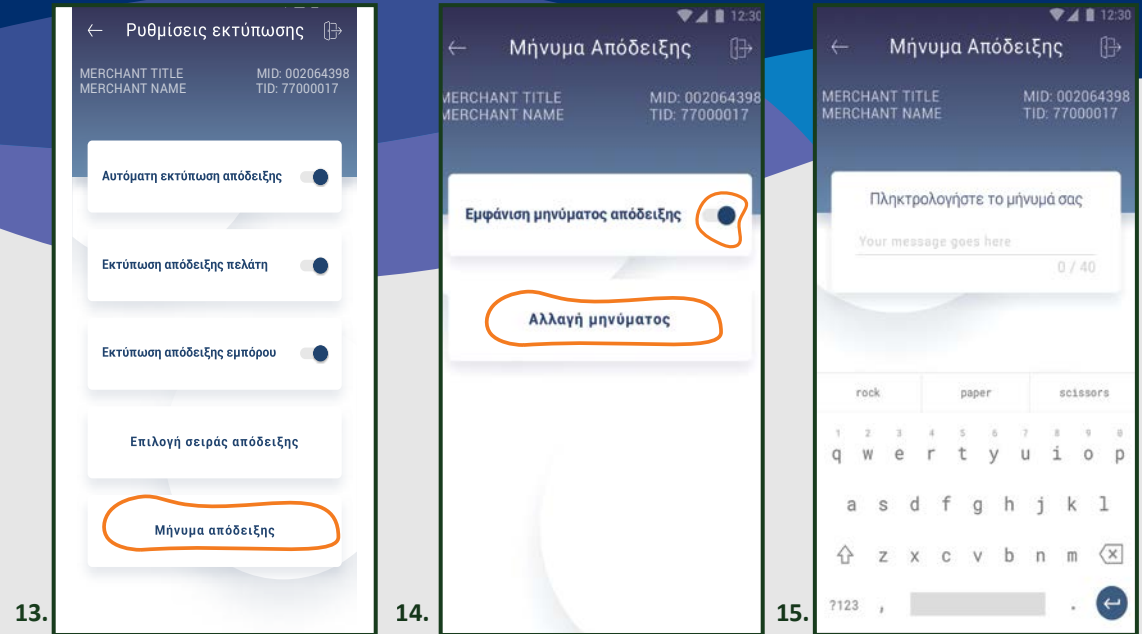 Ρυθμίσεις εκτύπωσης
MERCHANT TITLE MID: 002064398
MERCHANT NAME TID: 77000017
Αυτόματη εκτύπωση απόδειξης
Εκτύπωση απόδειξης πελάτη
Εκτύπωση απόδειξης εμπόρου
Επιλογή σειράς απόδειξης
Μήνυμα απόδειξης
13.
12:30
Μήνυμα Απόδειξης
MERCHANT TITLE MID: 002064398
MERCHANT NAME TID: 77000017
Εμφάνιση μηνύματος απόδειξης
Αλλαγή μηνύματος
14.
12:30
Μήνυμα Απόδειξης
MERCHANT TITLE MID: 002064398
MERCHANT NAME TID: 77000017
Πληκτρολογήστε το μήνυμά σας
Your message goes here
0 / 40
rock paper scissors
1 2 3 4 5 6 7 8 9 0
q w e r t y u i o p
a s d f g h j k l
z x c v b n m
?123 , .
15.